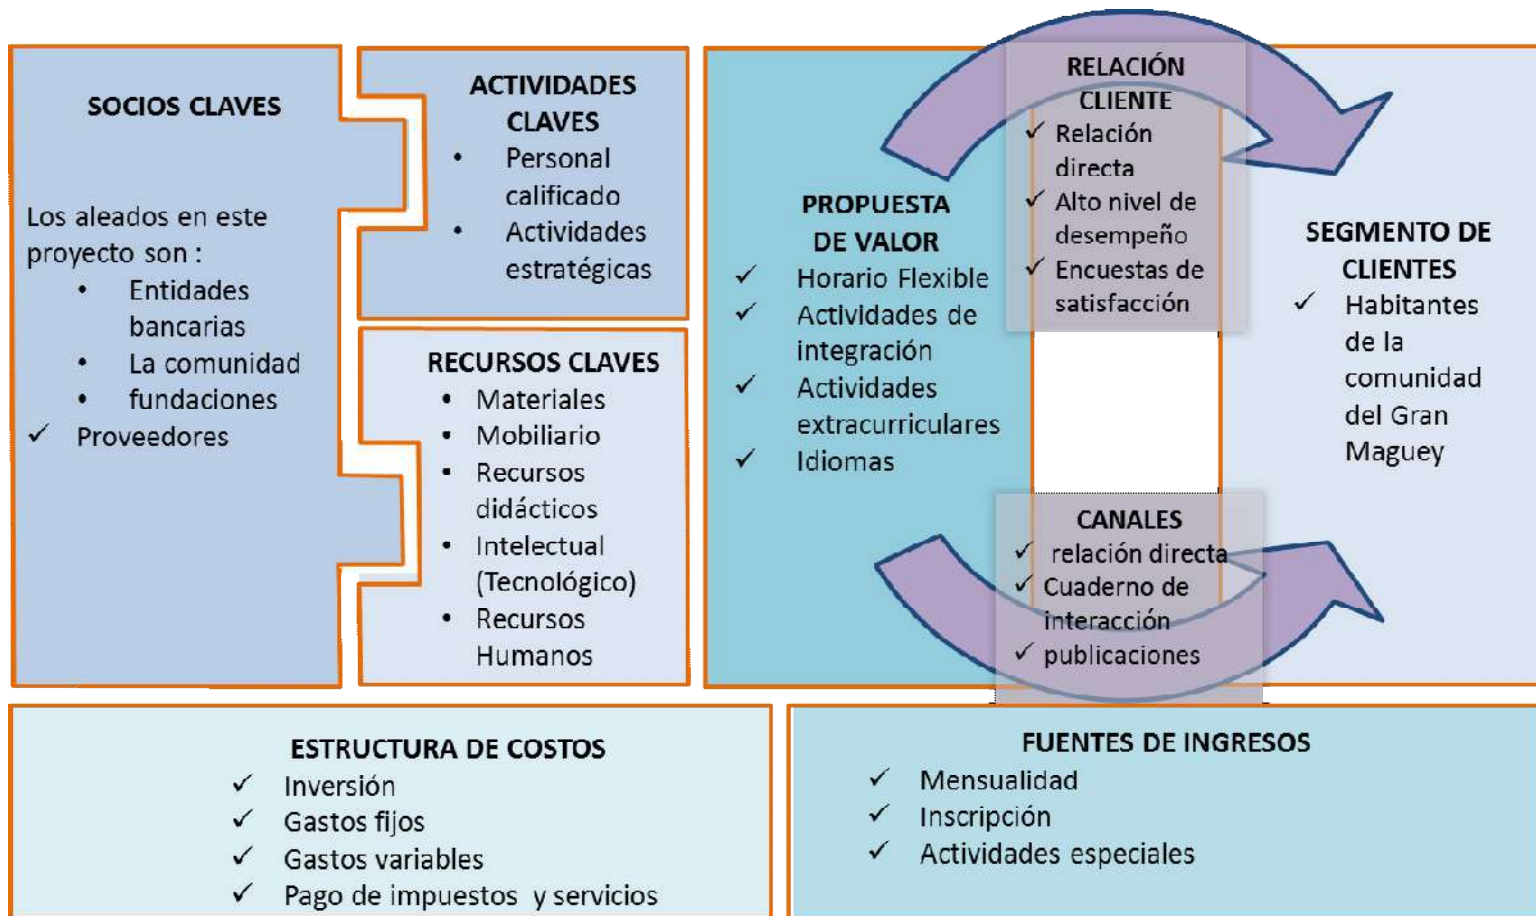 SOCIOS CLAVES
Los aleados en este
proyecto son :
• Entidades
bancarias
• La comunidad
• fundaciones
✓ Proveedores
ACTIVIDADES
CLAVES
• Personal
calificado
• Actividades
estratégicas
RECURSOS CLAVES
• Materiales
• Mobiliario
• Recursos
didácticos
• Intelectual
(Tecnológico)
• Recursos
Humanos
PROPUESTA
DE VALOR
✓ Horario Flexible
✓ Actividades de
integración
✓ Actividades
extracurriculares
✓ Idiomas
RELACIÓN
CLIENTE
✓ Relación
directa
✓ Alto nivel de
desempeño
✓ Encuestas de
satisfacción
CANALES
✓ relación directa
✓ Cuaderno de
interacción
✓ publicaciones
SEGMENTO DE
CLIENTES
✓ Habitantes
de la
comunidad
del Gran
Maguey
ESTRUCTURA DE COSTOS
✓ Inversión
✓ Gastos fijos
✓ Gastos variables
✓ Pago de impuestos y servicios
FUENTES DE INGRESOS
✓ Mensualidad
✓ Inscripción
✓ Actividades especiales